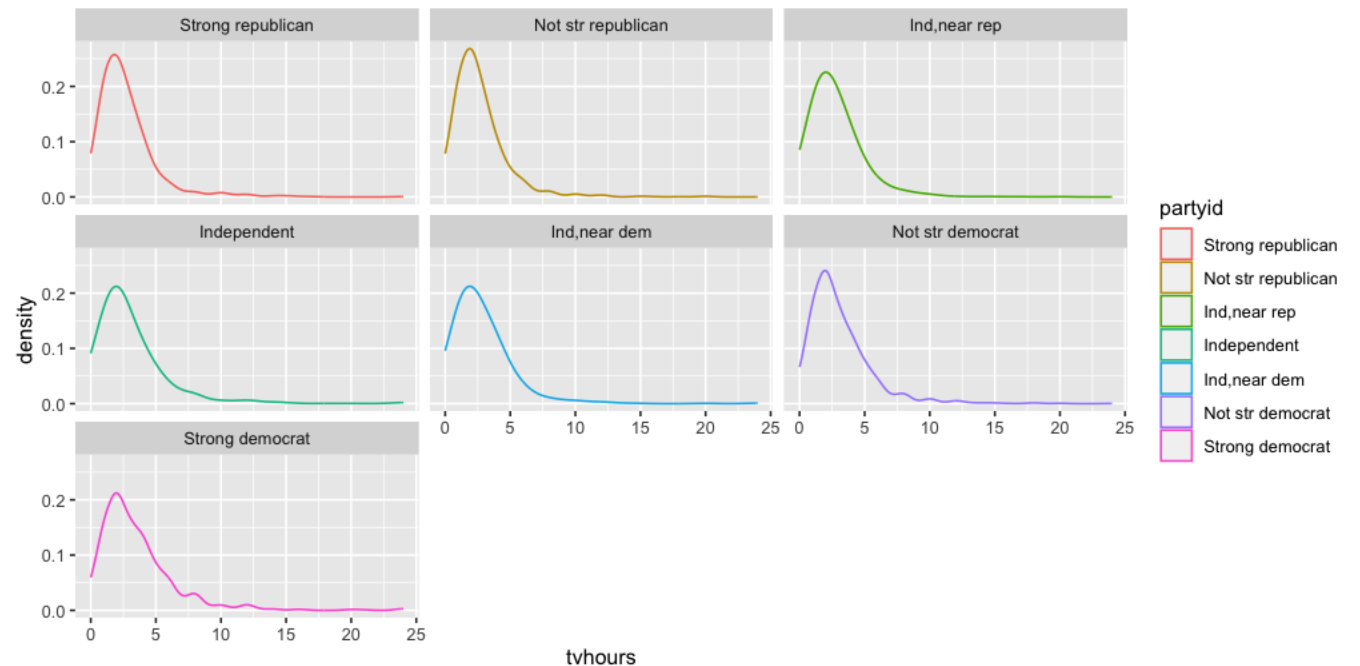 Strong republican
Not str republican
Ind,near rep
0.2
0.1
0.0
Independent
Ind,near dem
Not str democrat
density
0.2
0.1
0.0
0 5 10 15 20 25
0 5 10 15 20 25
Strong democrat
0.2
0.1
0.0
0 5 10 15 20 25
tvhours
partyid
Strong republican
Not str republican
Ind,near rep
Independent
Ind,near dem
Not str democrat
Strong democrat